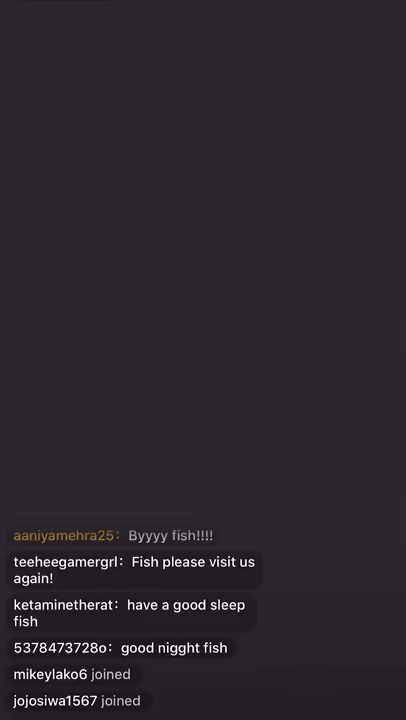 aaniyamehra25: Byyyy fish!!!!
teeheegamergrl: Fish please visit us
again!
ketaminetherat: have a good sleep
fish
5378473728o: good nigght fish
mikeylako6 joined
jojosiwa1567 joined